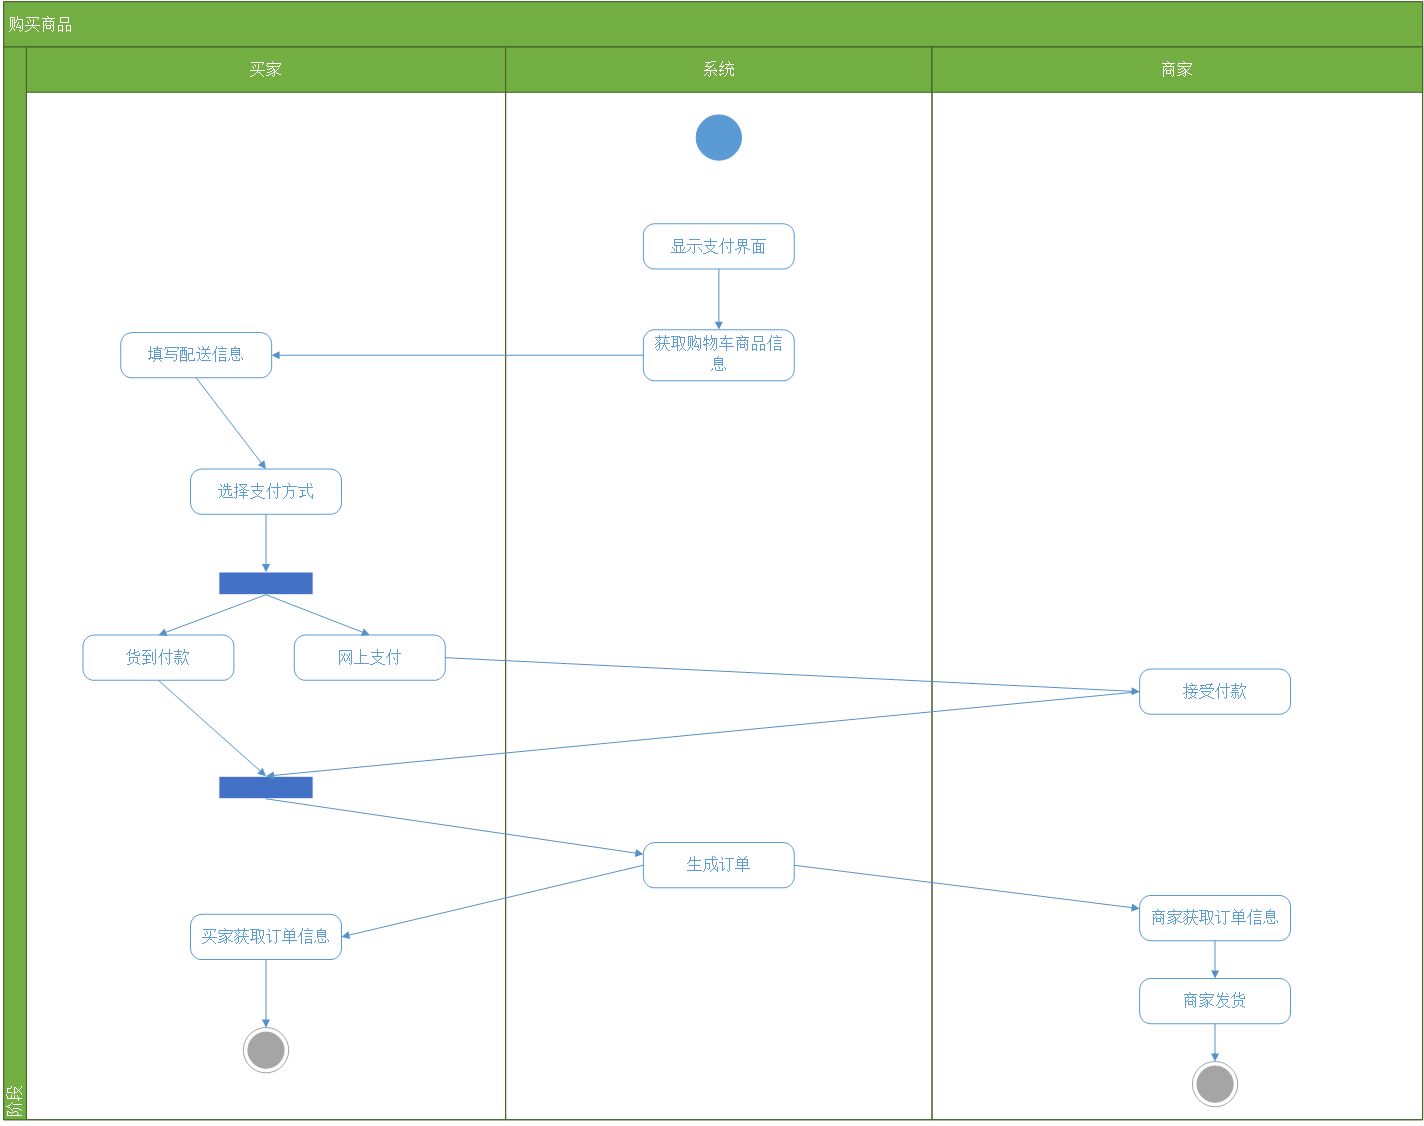 购买商品
买家
系统
商家
显示支付界面
获取购物车商品信
息
填写配送信息
选择支付方式
货到付款
网上支付
接受付款
生成订单
买家获取订单信息
商家获取订单信息
商家发货
阶段